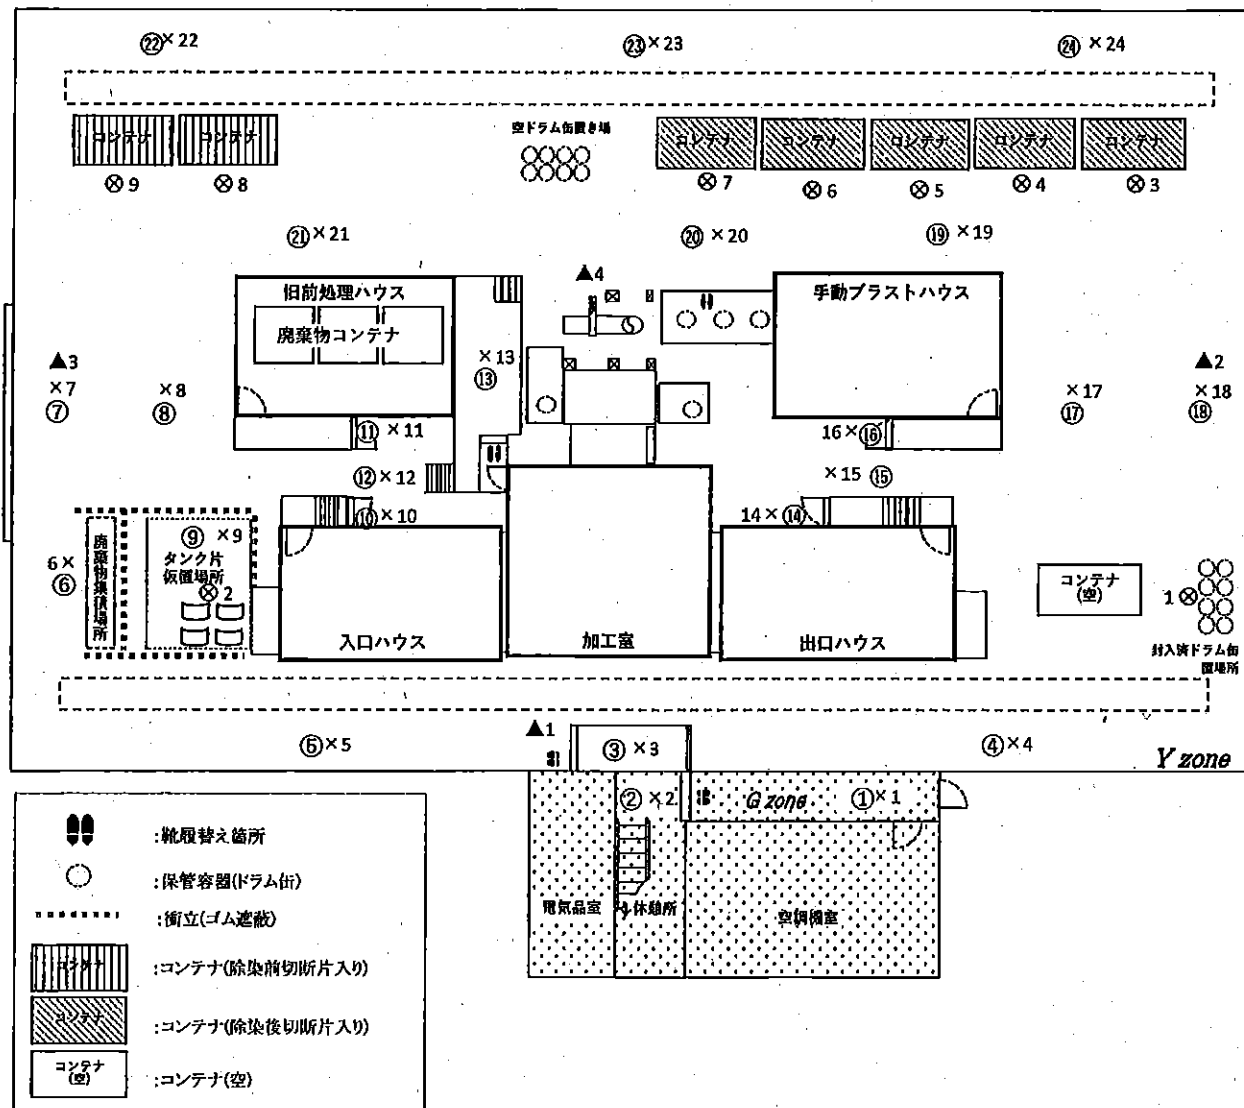 ㉒×22
㉓×23
㉔ ×24
コンテナ
コンテナ
空ドラム缶置き場
コンテナ
コンテナ
コンテナ
コンテナ
コンテナ
⊗9
⊗8
⊗7
⊗6
⊗5
⊗4
⊗3
㉑×21
⑳ ×20
⑲ ×19
▲4
旧前処理ハウス
手動ブラストハウス
廃棄物コンテナ
▲3
×13
▲2
×7
×8
⑬
×17
×18
⑦
⑧
⑰
⑱
⑪ ×11
16×⑯
⑫×12
×15 ⑮
⑩×10
14×⑭
⑨ ×9
6×
⑥
廃棄物集積場所
タンク片
仮置場所
⊗2
コンテナ
(空)
1⊗
入口ハウス
加工室
出口ハウス
封入済ドラム缶
置場所
▲1
⑤×5
③ ×3
④×4
Y zone
②×2
G zone
①×1
電気品室
休憩所
空調機室
:靴履替え箇所
:保管容器(ドラム缶)
:衝立(ゴム遮蔽)
コンテナ
:コンテナ(除染前切断片入り)
コンテナ
:コンテナ(除染後切断片入り)
コンテナ
(空)
:コンテナ(空)